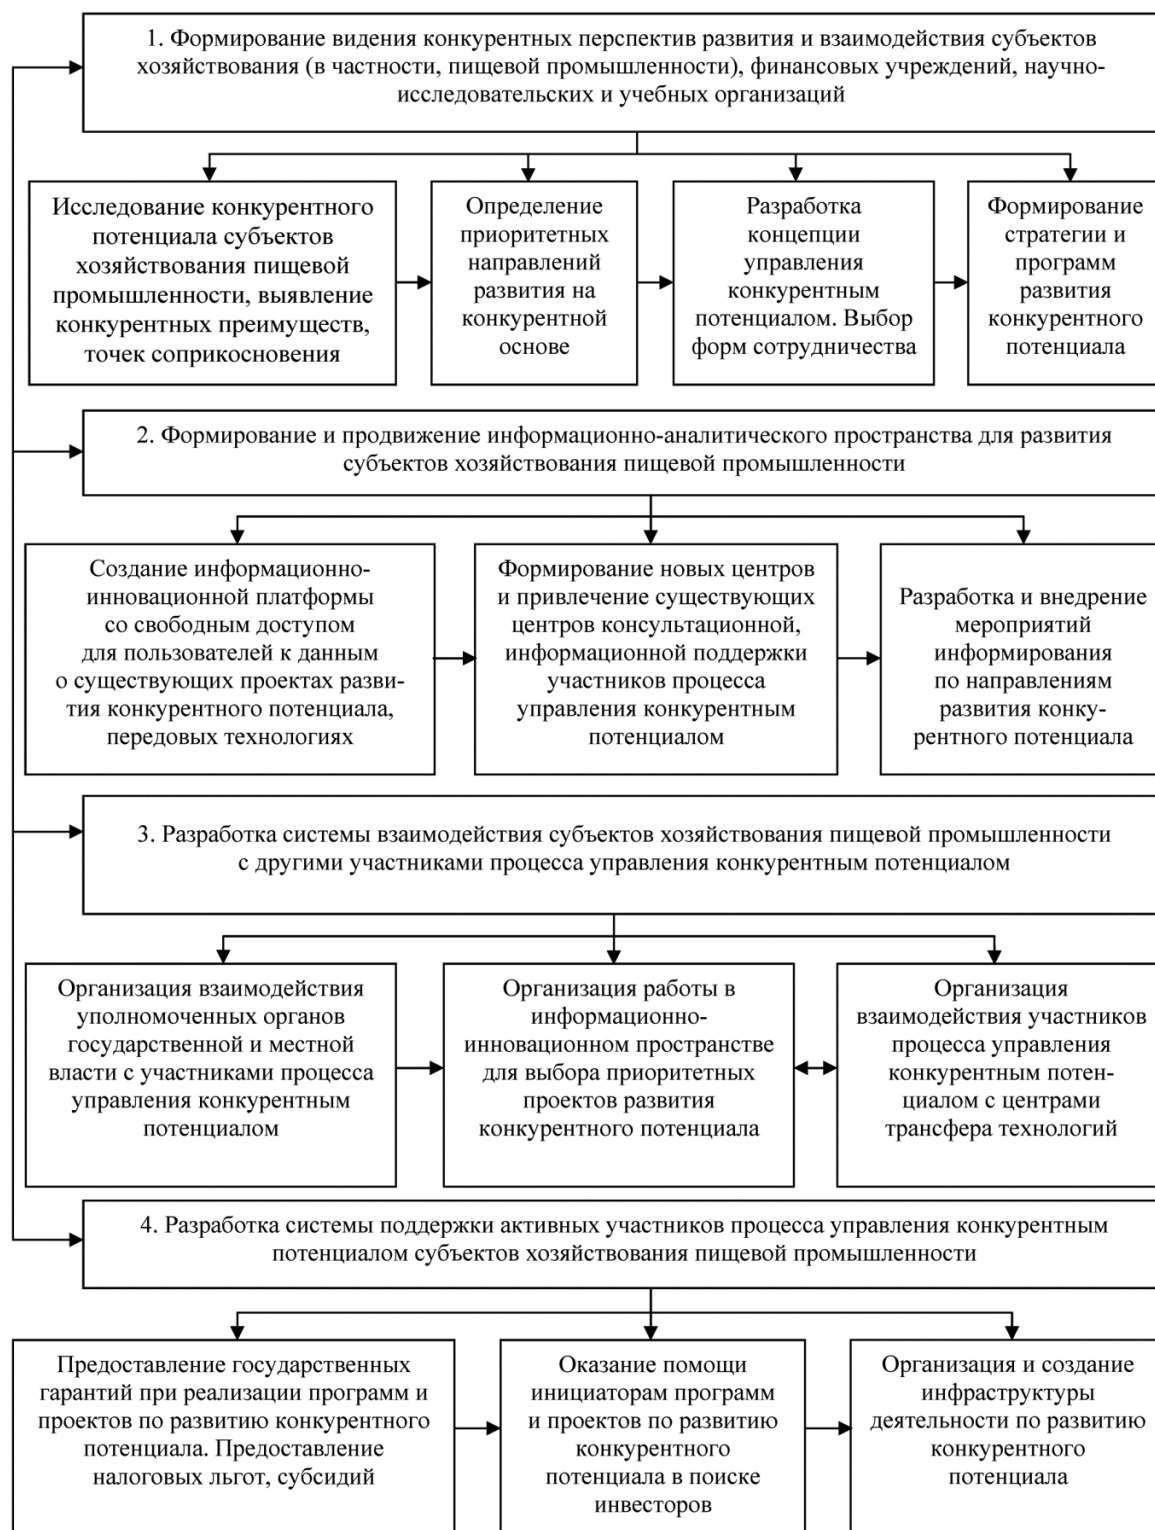 1. Формирование видения конкурентных перспектив развития и взаимодействия субъектов
хозяйствования (в частности, пищевой промышленности), финансовых учреждений, научно-
исследовательских и учебных организаций
Исследование конкурентного
потенциала субъектов
хозяйствования пищевой
промышленности, выявление
конкурентных преимуществ,
точек соприкосновения
Определение
приоритетных
направлений
развития на
конкурентной
основе
Разработка
концепции
управления
конкурентным
потенциалом. Выбор
форм сотрудничества
Формирование
стратегии и
программ
развития
конкурентного
потенциала
2. Формирование и продвижение информационно-аналитического пространства для развития
субъектов хозяйствования пищевой промышленности
Создание информационно-
инновационной платформы
со свободным доступом
для пользователей к данным
о существующих проектах разви-
тия конкурентного потенциала,
передовых технологиях
Формирование новых центров
и привлечение существующих
центров консультационной,
информационной поддержки
участников процесса
управления конкурентным
потенциалом
Разработка и внедрение
мероприятий
информирования
по направлениям
развития конку-
рентного потенциала
3. Разработка системы взаимодействия субъектов хозяйствования пищевой промышленности
с другими участниками процесса управления конкурентным потенциалом
Организация взаимодействия
уполномоченных органов
государственной и местной
власти с участниками процесса
управления конкурентным
потенциалом
Организация работы в
информационно-
инновационном пространстве
для выбора приоритетных
проектов развития
конкурентного потенциала
Организация
взаимодействия участников
процесса управления
конкурентным потен-
циалом с центрами
трансфера технологий
4. Разработка системы поддержки активных участников процесса управления конкурентным
потенциалом субъектов хозяйствования пищевой промышленности
Предоставление государственных
гарантий при реализации программ и
проектов по развитию конкурентного
потенциала. Предоставление
налоговых льгот, субсидий
Оказание помощи
инициаторам программ
и проектов по развитию
конкурентного
потенциала в поиске
инвесторов
Организация и создание
инфраструктуры
деятельности по развитию
конкурентного
потенциала